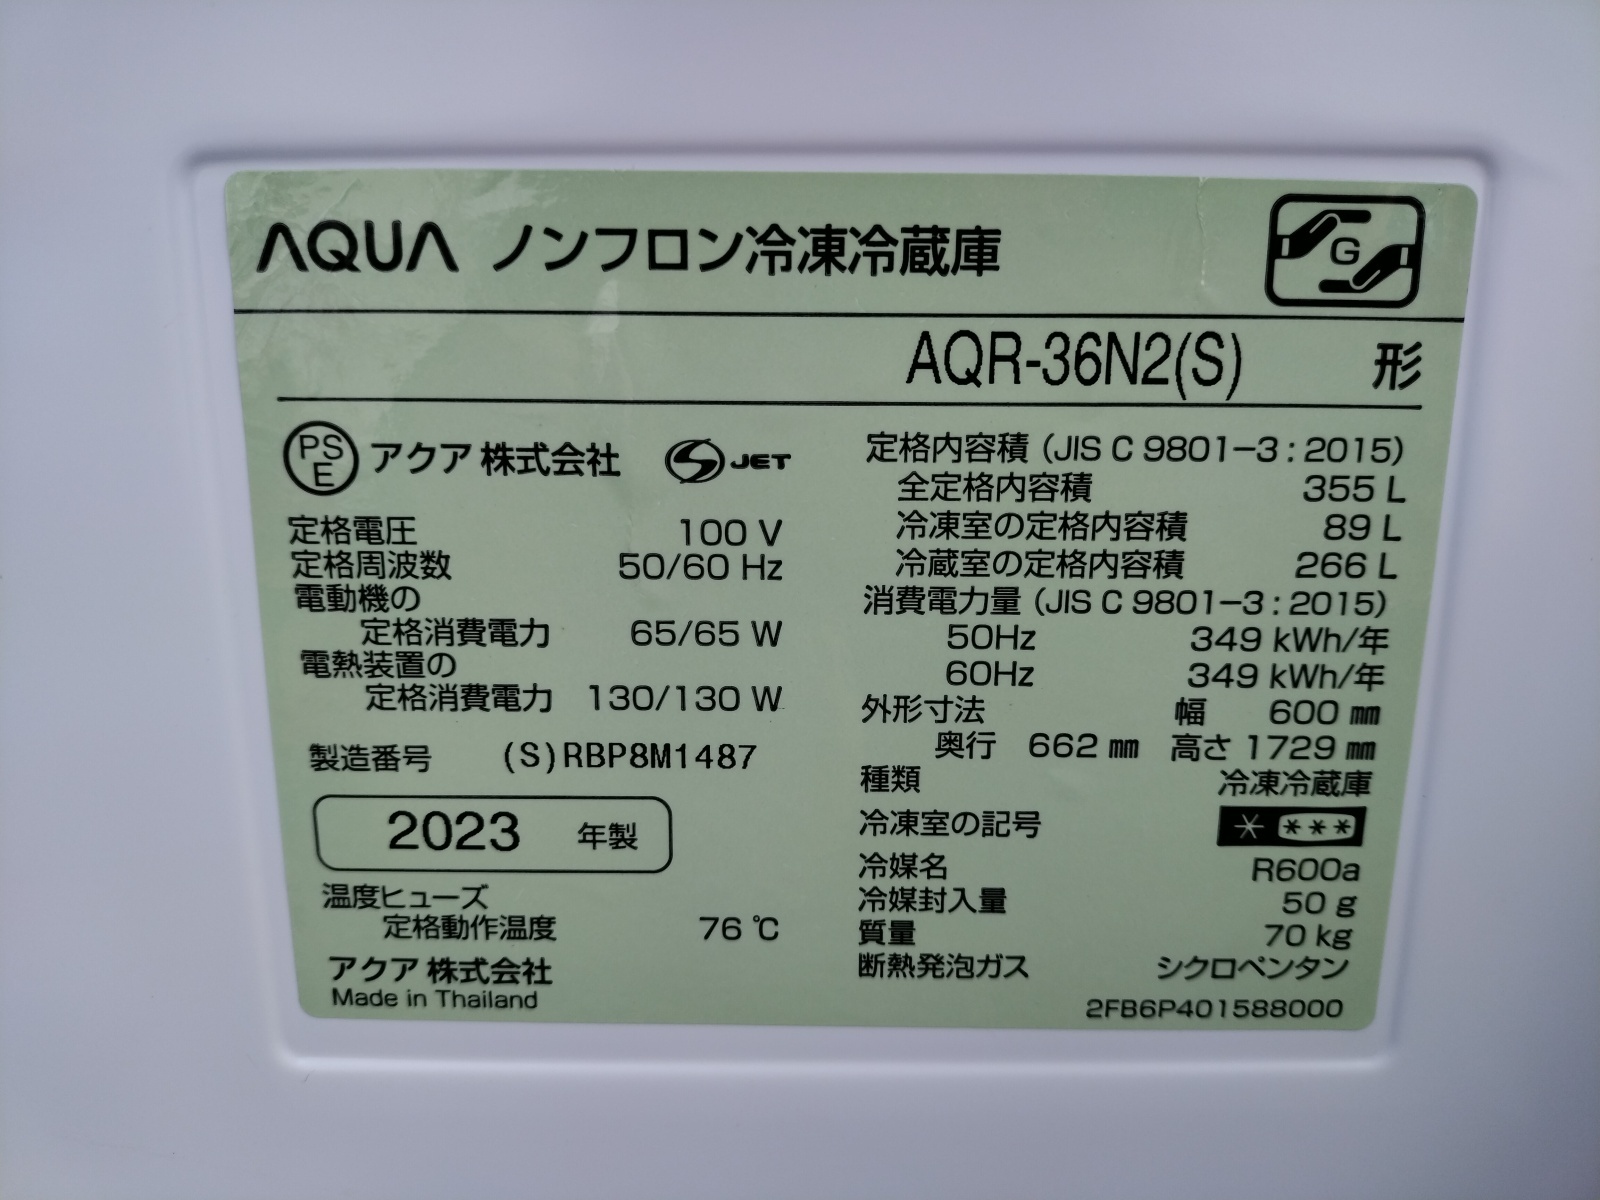 AQUA ノンフロン冷凍冷蔵庫
G
AQR-36N2(S) 形
PS
E
アクア 株式会社 S JET
定格電圧 100 V
定格周波数 50/60 Hz
電動機の
定格消費電力 65/65 W
電熱装置の
定格消費電力 130/130 W
製造番号 (S)RBP8M1487
2023 年製
温度ヒューズ
定格動作温度 76 ℃
アクア 株式会社
Made in Thailand
定格内容積 (JIS C 9801-3:2015)
全定格内容積 355 L
冷凍室の定格内容積 89 L
冷蔵室の定格内容積 266 L
消費電力量 (JIS C 9801-3:2015)
50Hz 349 kWh/年
60Hz 349 kWh/年
外形寸法 幅 600 ㎜
奥行 662 ㎜ 高さ 1729 ㎜
種類 冷凍冷蔵庫
冷凍室の記号 * ***
冷媒名 R600a
冷媒封入量 50 g
質量 70 kg
断熱発泡ガス シクロペンタン
2FB6P401588000